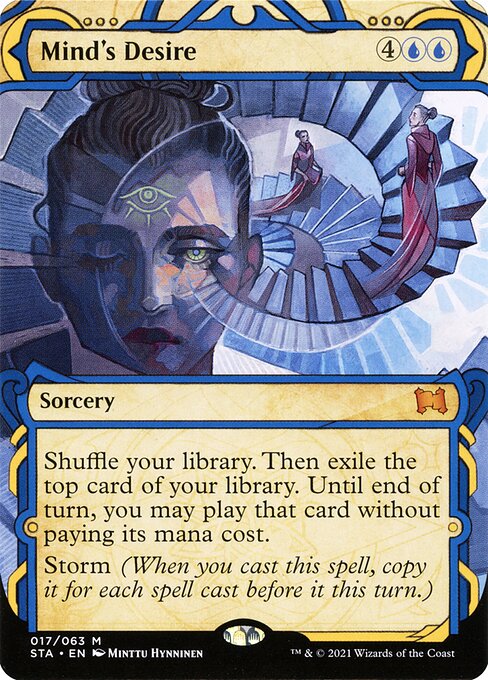 Mind's Desire 4
Sorcery
Shuffle your library. Then exile the
top card of your library. Until end of
turn, you may play that card without
paying its mana cost.
Storm (When you cast this spell, copy
it for each spell cast before it this turn.)
017/063 M
STA • EN Minttu Hynninen ™ & © 2021 Wizards of the Coast